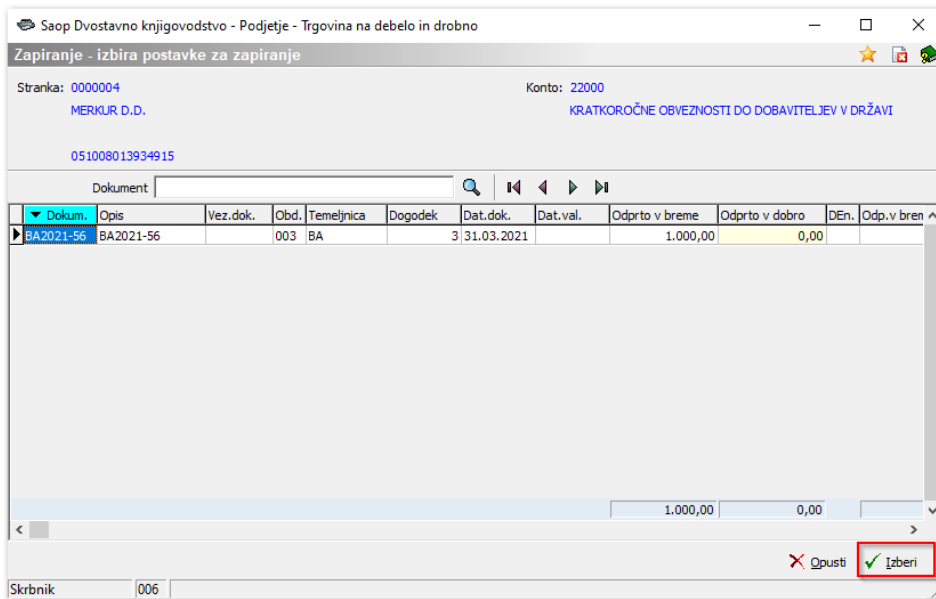 Saop Dvostavno knjigovodstvo - Podjetje - Trgovina na debelo in drobno
Zapiranje - izbira postavke za zapiranje
Stranka: 0000004 Konto: 22000
MERKUR D.D. KRATKOROČNE OBVEZNOSTI DO DOBAVITELJEV V DRŽAVI
051008013934915
Dokument
Dokum. Opis Vez.dok. Obd. Temeljnica Dogodek Dat.dok. Dat.val. Odprto v breme Odprto v dobro DEn. Odp.v brem
BA2021-56 BA2021-56 003 BA 3 31.03.2021 1.000,00 0,00
1.000,00 0,00
Opusti Izberi
Skrbnik 006